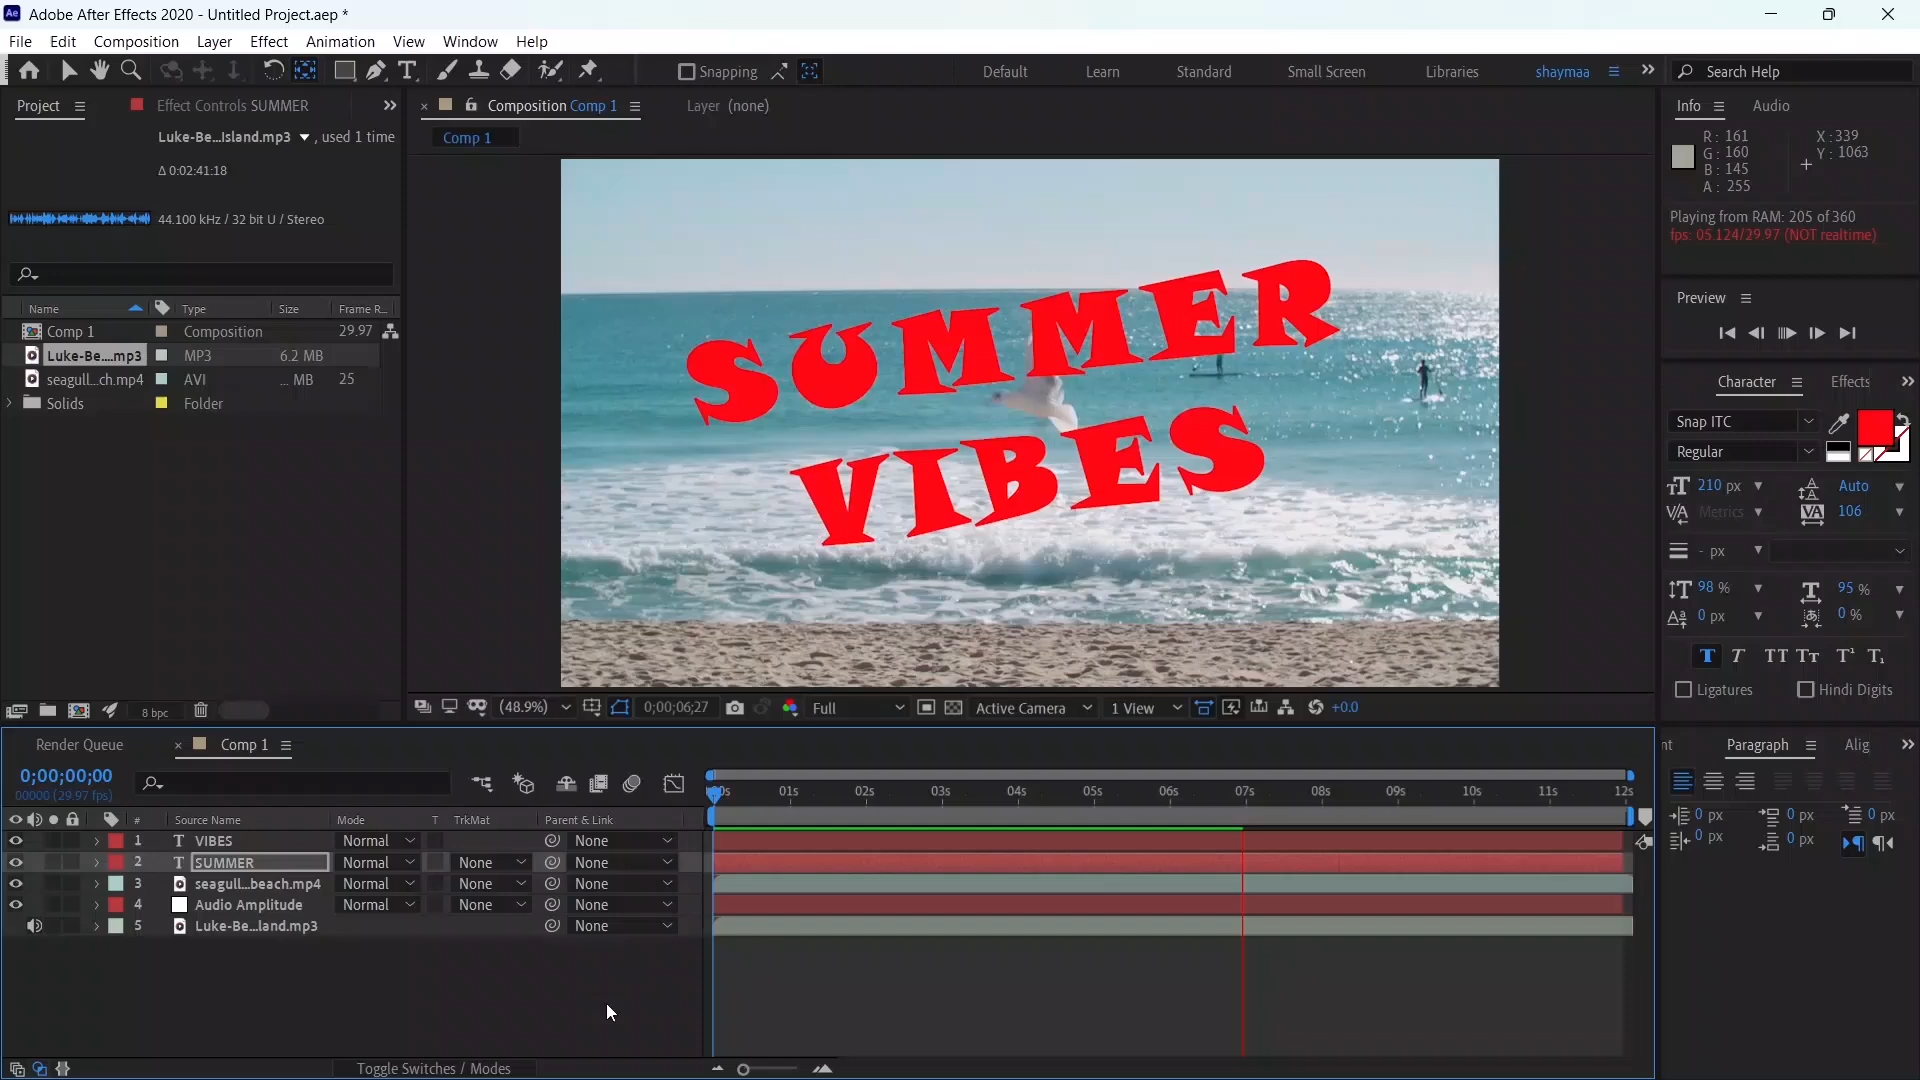 Ae Adobe After Effects 2020 - Untitled Project.aep *
File Edit Composition Layer Effect Animation View Window Help
Snapping Default Learn Standard Small Screen Libraries shaymaa Search Help
Project Effect Controls SUMMER
Luke-Be...Island.mp3 , used 1 time
Δ 0:02:41:18
44.100 kHz / 32 bit U / Stereo
Name Type Size Frame R...
Comp 1 Composition 29.97
Luke-Be....mp3 MP3 6.2 MB
seagull...ch.mp4 AVI ... MB 25
Solids Folder
8 bpc
Composition Comp 1 Layer (none)
Comp 1
SUMMER
VIBES
(48.9%) 0;00;06;27 Full Active Camera 1 View +0.0
Info Audio
R: 161 X: 339
G: 160 Y: 1063
B: 145
A: 255
Playing from RAM: 205 of 360
fps: 05.124/29.97 (NOT realtime)
Preview
Character Effects
Snap ITC
Regular
210 px Auto
Metrics 106
- px
98 % 95 %
0 px 0 %
Ligatures Hindi Digits
Render Queue Comp 1
0;00;00;00
00000 (29.97 fps)
# Source Name Mode T TrkMat Parent & Link
1 T VIBES Normal None
2 T SUMMER Normal None None
3 seagull...beach.mp4 Normal None None
4 Audio Amplitude Normal None None
5 Luke-Be...land.mp3 None
01s 02s 03s 04s 05s 06s 07s 08s 09s 10s 11s 12s
Toggle Switches / Modes
nt Paragraph Alig
0 px 0 px 0 px
0 px 0 px